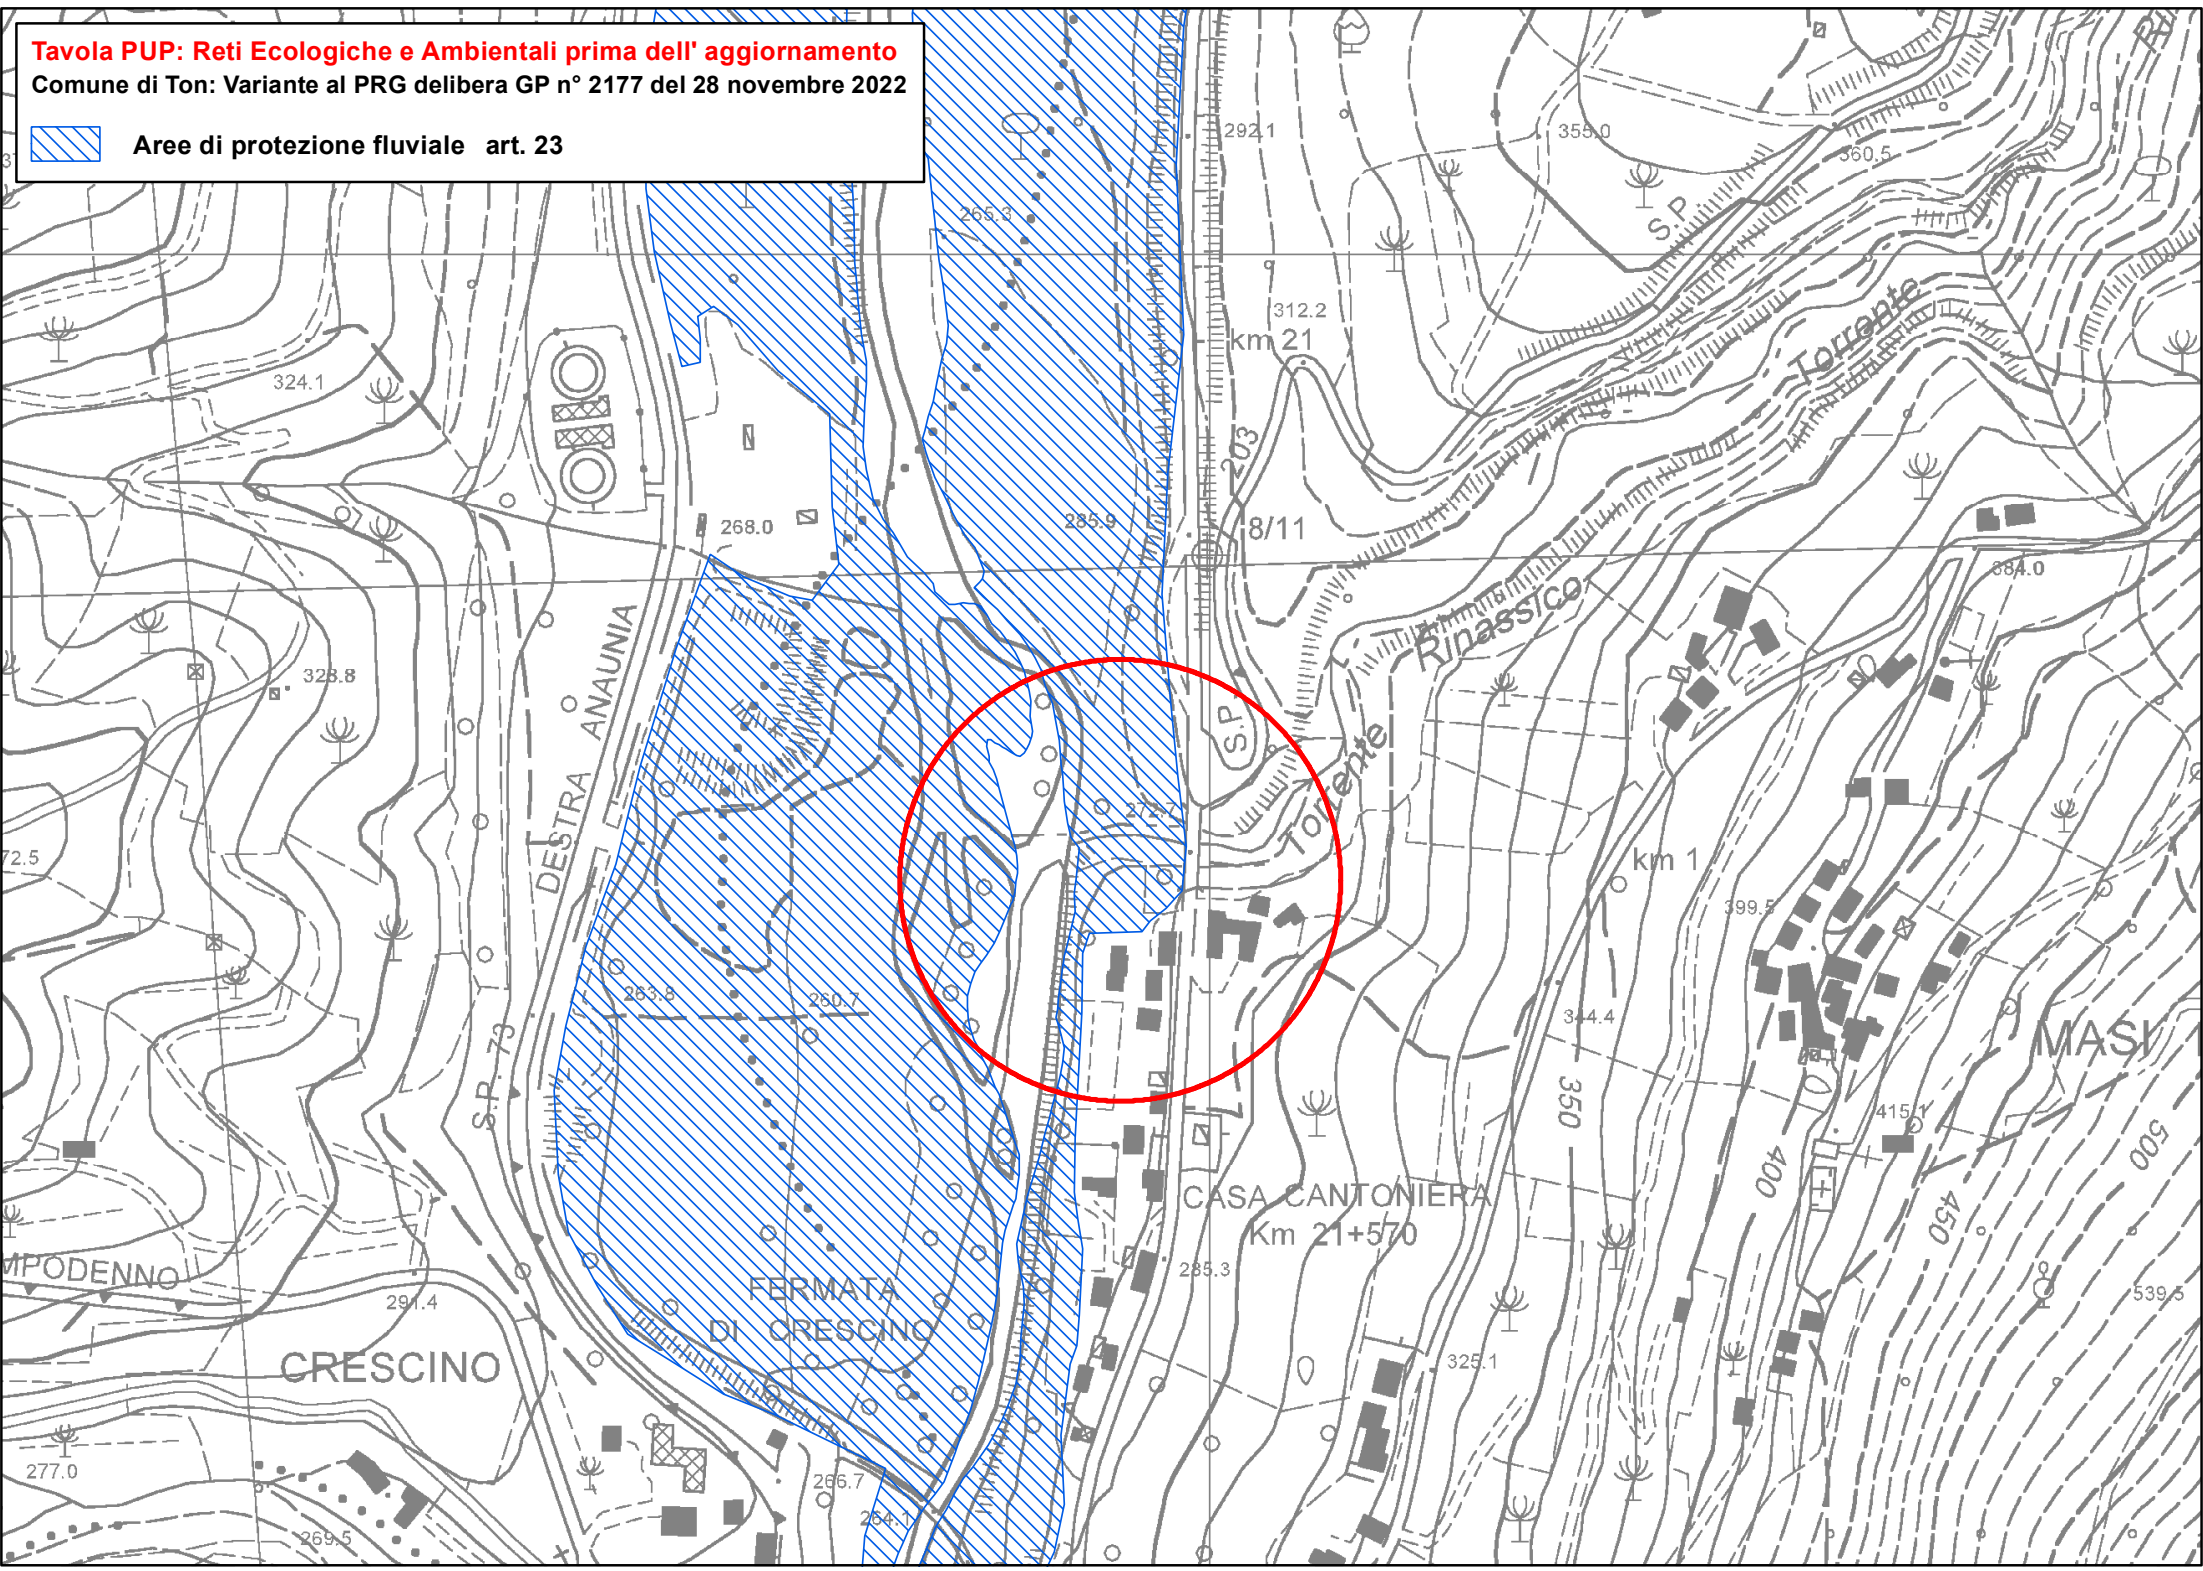 Tavola PUP: Reti Ecologiche e Ambientali prima dell' aggiornamento
Comune di Ton: Variante al PRG delibera GP n° 2177 del 28 novembre 2022
Aree di protezione fluviale art. 23
292.1
355.0
360.5
S.P.
265.3
312.2
km 21
Torrente
324.1
203
268.0
285.9
8/11
384.0
Rinassico
328.8
DESTRA ANAUNIA
S.P.
Torrente
272.7
72.5
km 1
399.5
263.8
260.7
344.4
MASI
S.P. 73
350
415.1
500
400
450
CASA CANTONIERA
Km 21+570
MPODENNO
285.3
291.4
FERMATA
DI CRESCINO
539.5
CRESCINO
325.1
277.0
266.7
264.1
269.5